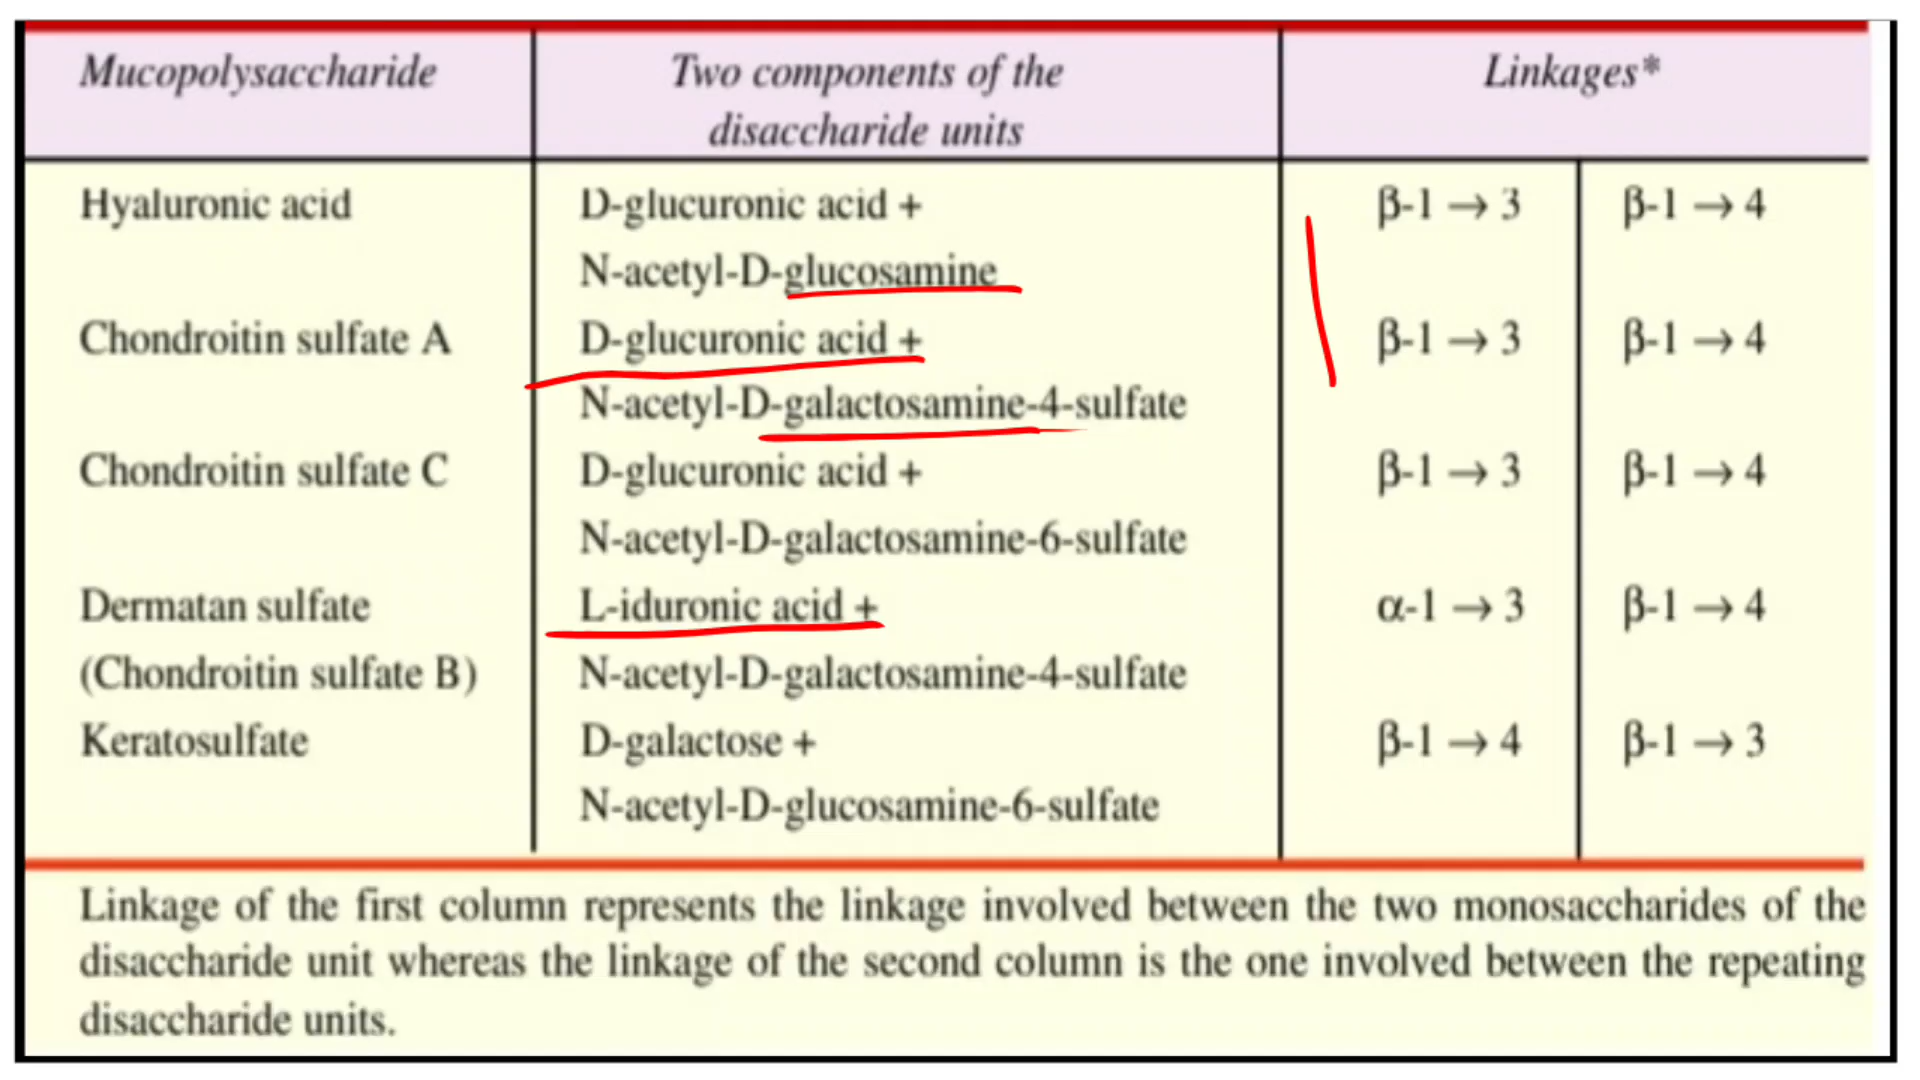 Mucopolysaccharide Two components of the Linkages*
disaccharide units
Hyaluronic acid D-glucuronic acid + β-1 → 3 β-1 → 4
N-acetyl-D-glucosamine
Chondroitin sulfate A D-glucuronic acid + β-1 → 3 β-1 → 4
N-acetyl-D-galactosamine-4-sulfate
Chondroitin sulfate C D-glucuronic acid + β-1 → 3 β-1 → 4
N-acetyl-D-galactosamine-6-sulfate
Dermatan sulfate L-iduronic acid + α-1 → 3 β-1 → 4
(Chondroitin sulfate B) N-acetyl-D-galactosamine-4-sulfate
Keratosulfate D-galactose + β-1 → 4 β-1 → 3
N-acetyl-D-glucosamine-6-sulfate
Linkage of the first column represents the linkage involved between the two monosaccharides of the
disaccharide unit whereas the linkage of the second column is the one involved between the repeating
disaccharide units.